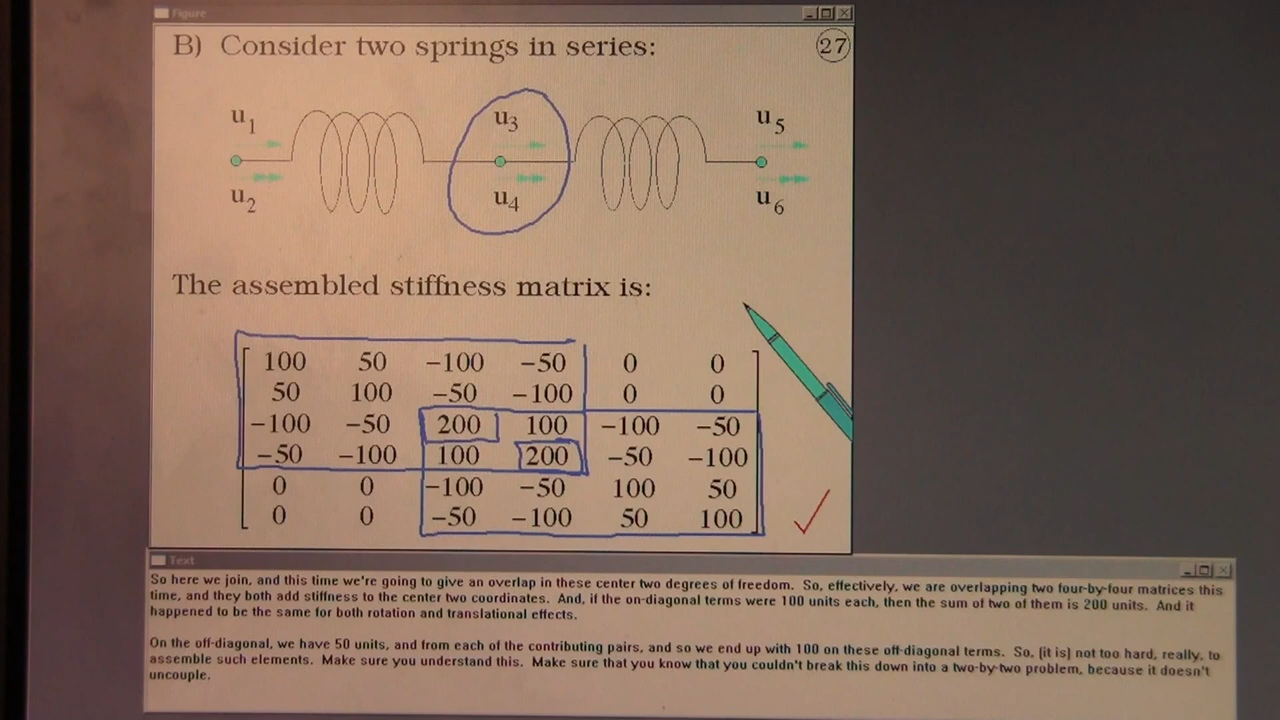 Figure
B) Consider two springs in series:
27
u1 u3 u5
u2 u4 u6
The assembled stiffness matrix is:
100 50 −100 −50 0 0
50 100 −50 −100 0 0
−100 −50 200 100 −100 −50
−50 −100 100 200 −50 −100
0 0 −100 −50 100 50
0 0 −50 −100 50 100
Text
So here we join, and this time we're going to give an overlap in these center two degrees of freedom. So, effectively, we are overlapping two four-by-four matrices this
time, and they both add stiffness to the center two coordinates. And, if the on-diagonal terms were 100 units each, then the sum of two of them is 200 units. And it
happened to be the same for both rotation and translational effects.
On the off-diagonal, we have 50 units, and from each of the contributing pairs, and so we end up with 100 on these off-diagonal terms. So, (it is) not too hard, really, to
assemble such elements. Make sure you understand this. Make sure that you know that you couldn't break this down into a two-by-two problem, because it doesn't
uncouple.